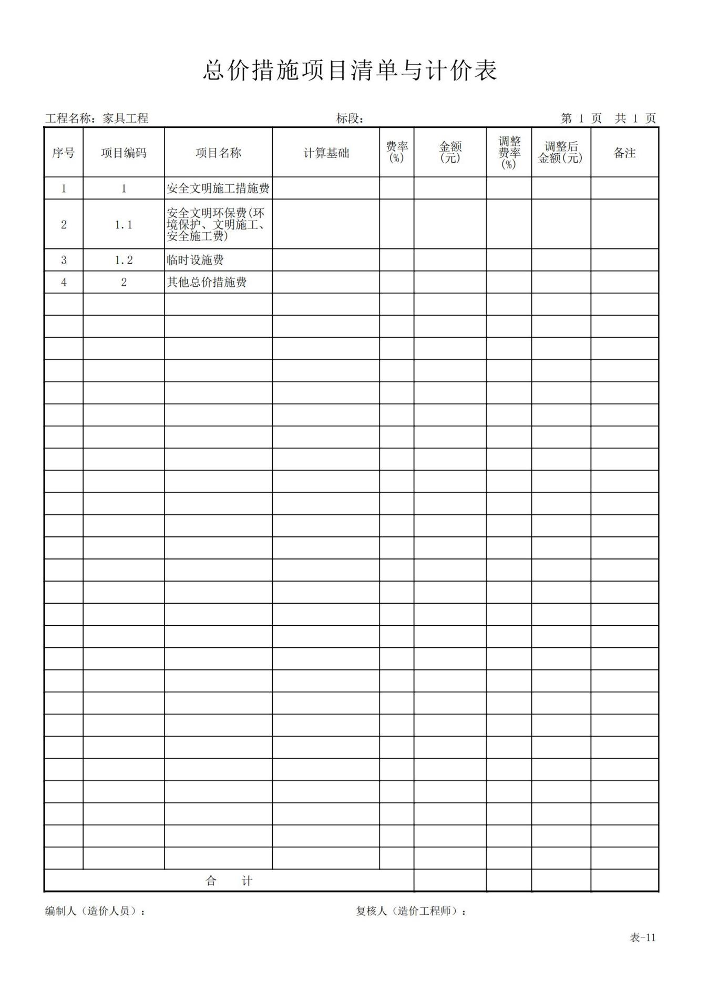 总价措施项目清单与计价表
工程名称：家具工程 标段： 第 1 页 共 1 页
序号 项目编码 项目名称 计算基础 费率(%) 金额(元) 调整费率(%) 调整后金额(元) 备注
1 1 安全文明施工措施费
2 1.1 安全文明环保费(环
境保护、文明施工、
安全施工费)
3 1.2 临时设施费
4 2 其他总价措施费
合 计
编制人（造价人员）： 复核人（造价工程师）：
表-11